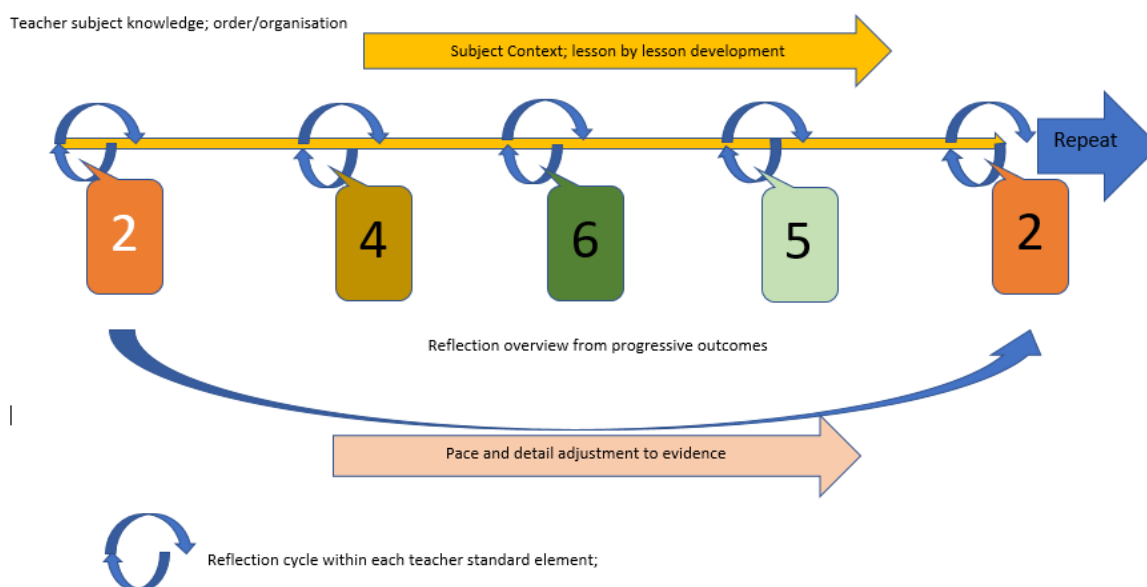 Teacher subject knowledge; order/organisation
Subject Context; lesson by lesson development
Repeat
2
4
6
5
2
Reflection overview from progressive outcomes
Pace and detail adjustment to evidence
Reflection cycle within each teacher standard element;